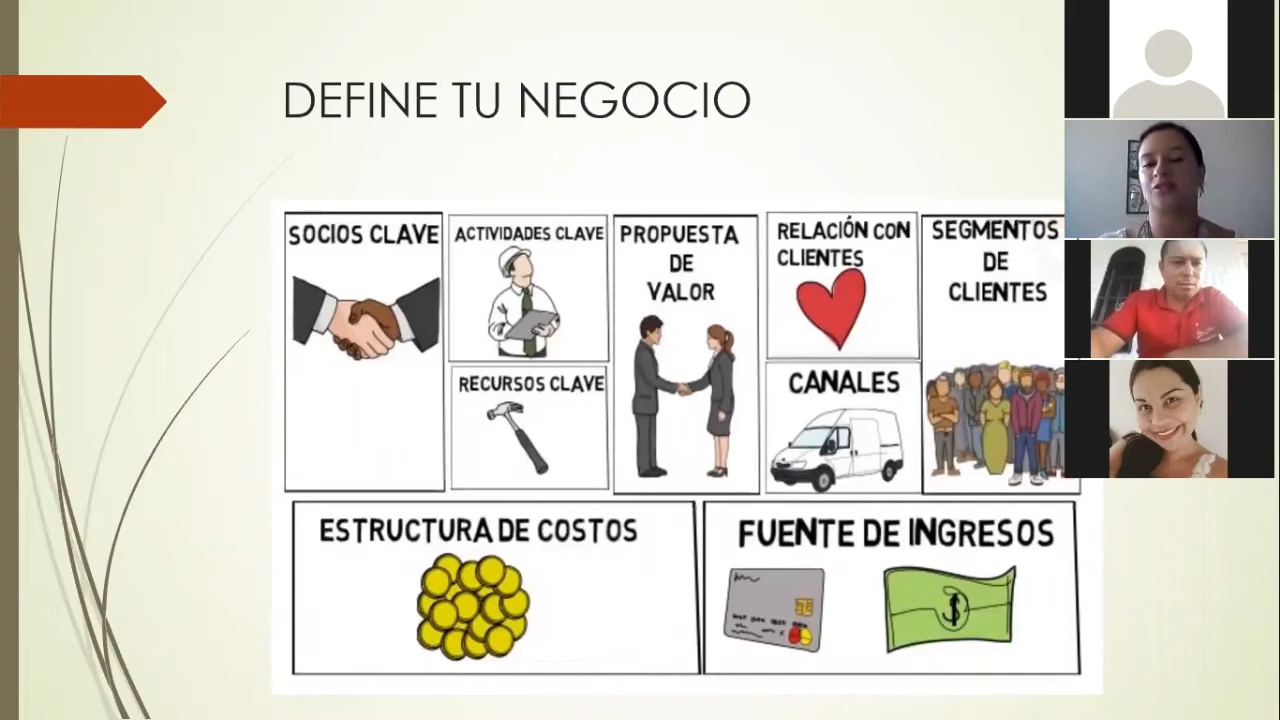 DEFINE TU NEGOCIO
SOCIOS CLAVE
ACTIVIDADES CLAVE
RECURSOS CLAVE
PROPUESTA
DE
VALOR
RELACIÓN CON
CLIENTES
CANALES
SEGMENTOS
DE
CLIENTES
ESTRUCTURA DE COSTOS
FUENTE DE INGRESOS
$